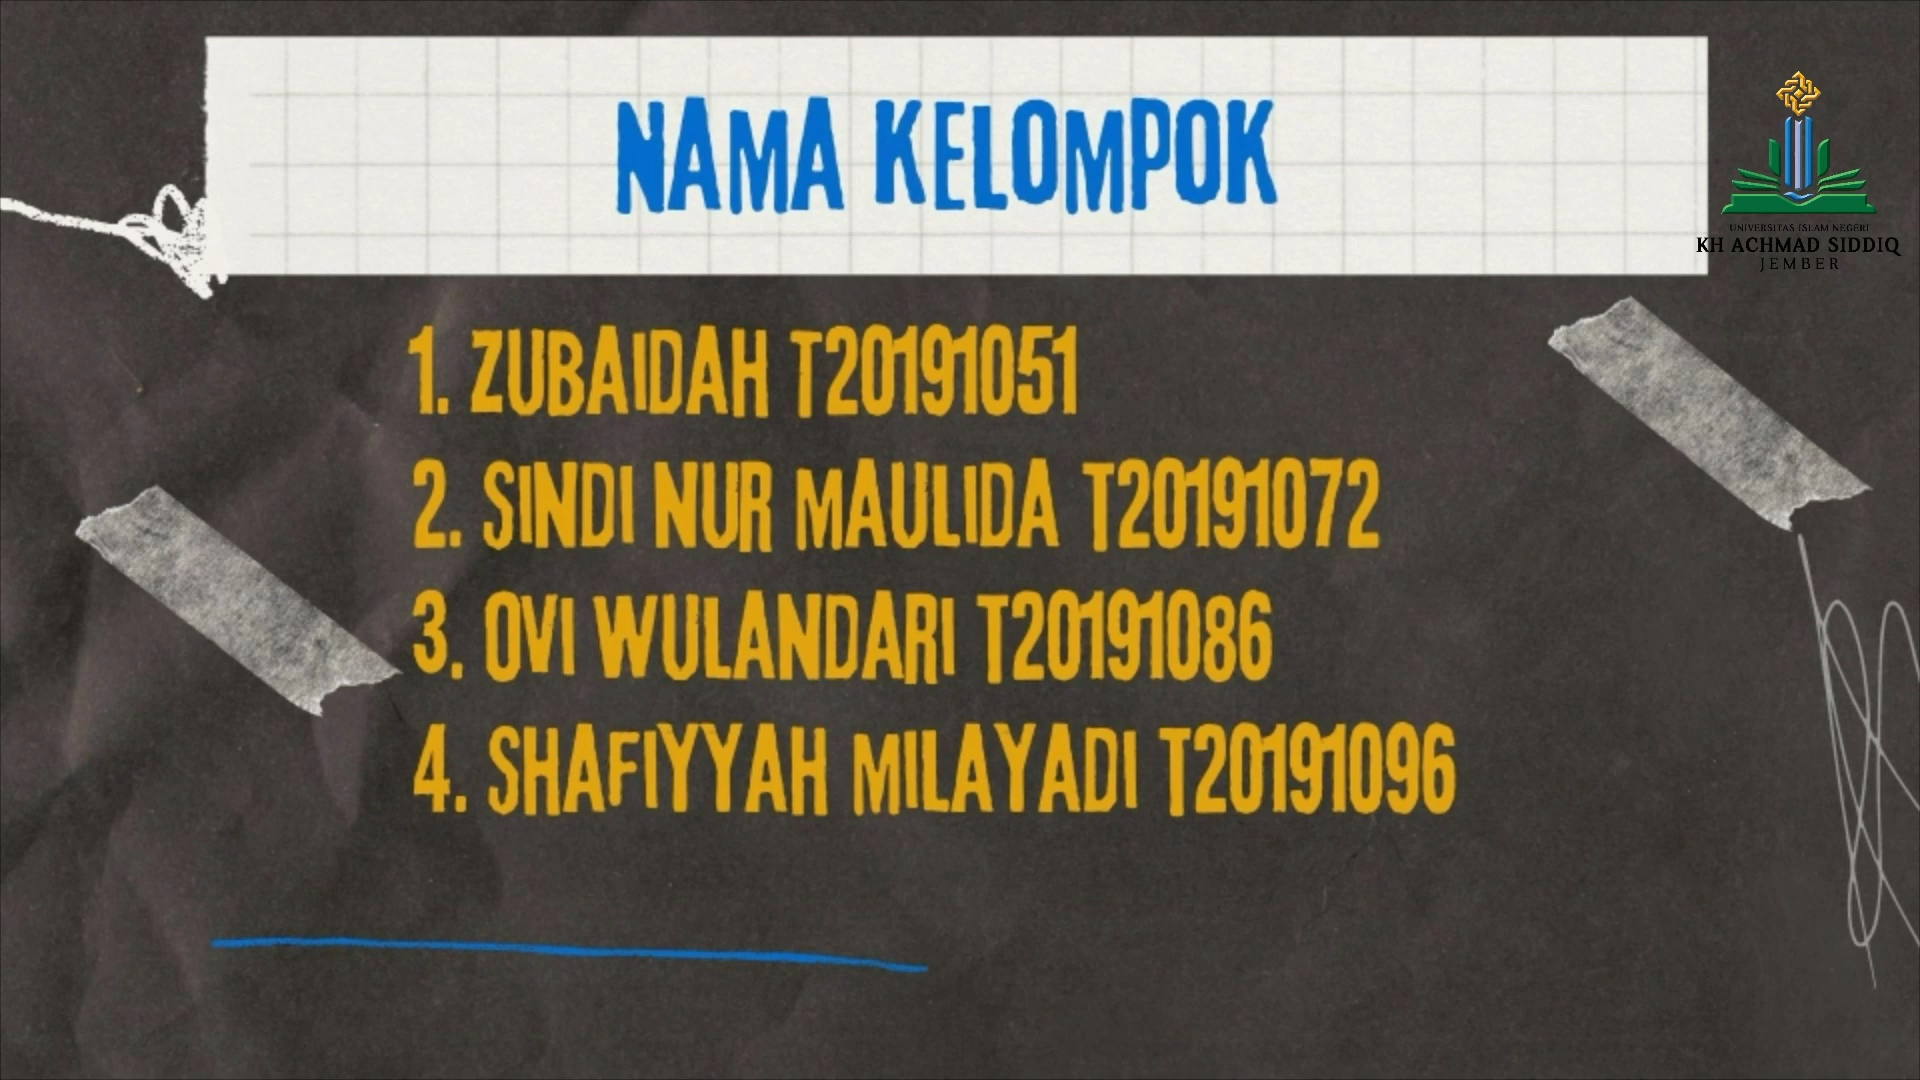 NAMA KELOMPOK
UNIVERSITAS ISLAM NEGERI
KH ACHMAD SIDDIQ
JEMBER
1. ZUBAIDAH T20191051
2. SINDI NUR MAULIDA T20191072
3. OVI WULANDARI T20191086
4. SHAFIYYAH MILAYADI T20191096